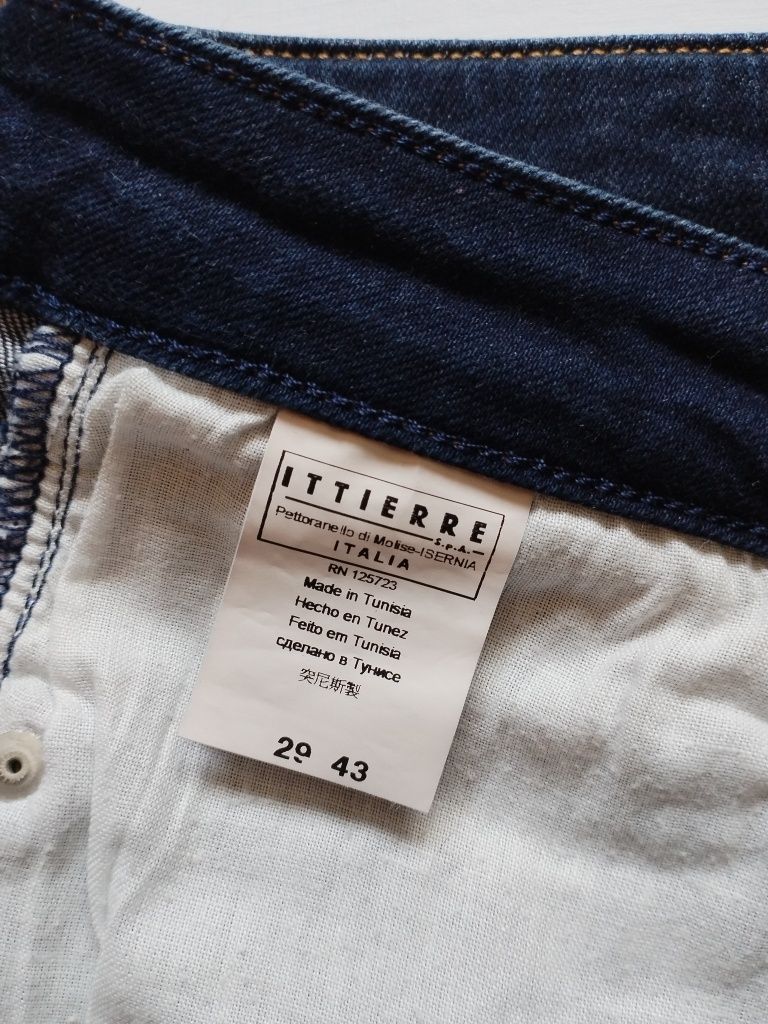 ITTIERRE
S.p.A.
Pettoranello di Molise-ISERNIA
ITALIA
RN 125723
Made in Tunisia
Hecho en Tunez
Feito em Tunisia
сделано в Тунисе
突尼斯製
29 43